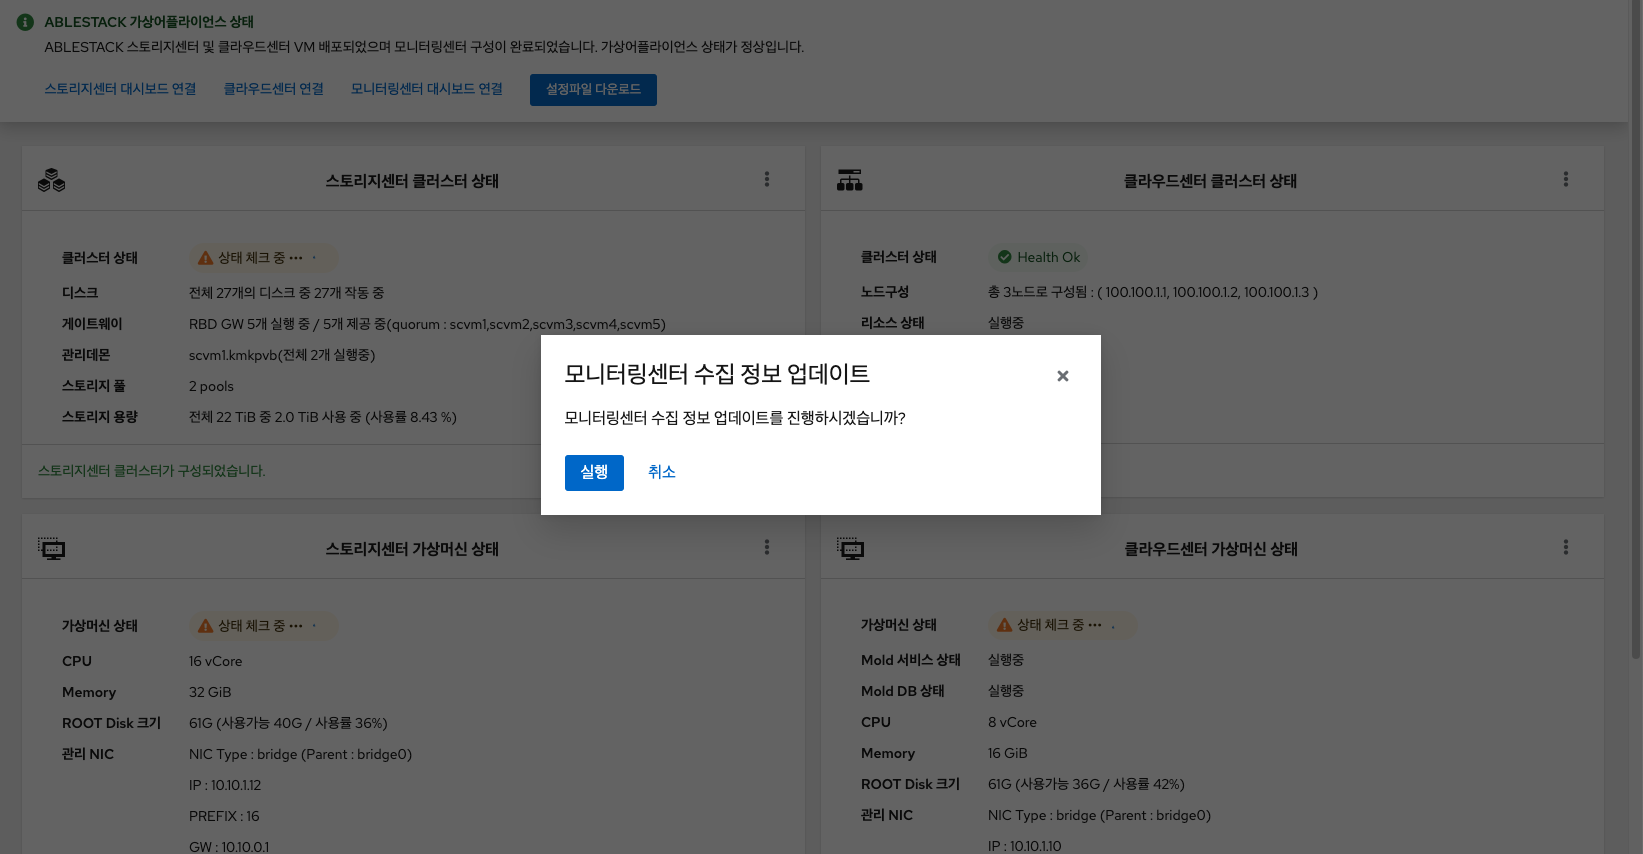 ABLESTACK 가상어플라이언스 상태
ABLESTACK 스토리지센터 및 클라우드센터 VM 배포되었으며 모니터링센터 구성이 완료되었습니다. 가상어플라이언스 상태가 정상입니다.
스토리지센터 대시보드 연결 클라우드센터 연결 모니터링센터 대시보드 연결 설정파일 다운로드
스토리지센터 클러스터 상태
클러스터 상태 상태 체크 중 •••
디스크 전체 27개의 디스크 중 27개 작동 중
게이트웨이 RBD GW 5개 실행 중 / 5개 제공 중(quorum : scvm1,scvm2,scvm3,scvm4,scvm5)
관리데몬 scvm1.kmkpvb(전체 2개 실행중)
스토리지 풀 2 pools
스토리지 용량 전체 22 TiB 중 2.0 TiB 사용 중 (사용률 8.43 %)
스토리지센터 클러스터가 구성되었습니다.
클라우드센터 클러스터 상태
클러스터 상태 Health Ok
노드구성 총 3노드로 구성됨 : ( 100.100.1.1, 100.100.1.2, 100.100.1.3 )
리소스 상태 실행중
모니터링센터 수집 정보 업데이트
모니터링센터 수집 정보 업데이트를 진행하시겠습니까?
실행 취소
스토리지센터 가상머신 상태
가상머신 상태 상태 체크 중 •••
CPU 16 vCore
Memory 32 GiB
ROOT Disk 크기 61G (사용가능 40G / 사용률 36%)
관리 NIC NIC Type : bridge (Parent : bridge0)
IP : 10.10.1.12
PREFIX : 16
GW : 10.10.0.1
클라우드센터 가상머신 상태
가상머신 상태 상태 체크 중 •••
Mold 서비스 상태 실행중
Mold DB 상태 실행중
CPU 8 vCore
Memory 16 GiB
ROOT Disk 크기 61G (사용가능 36G / 사용률 42%)
관리 NIC NIC Type : bridge (Parent : bridge0)
IP : 10.10.1.10